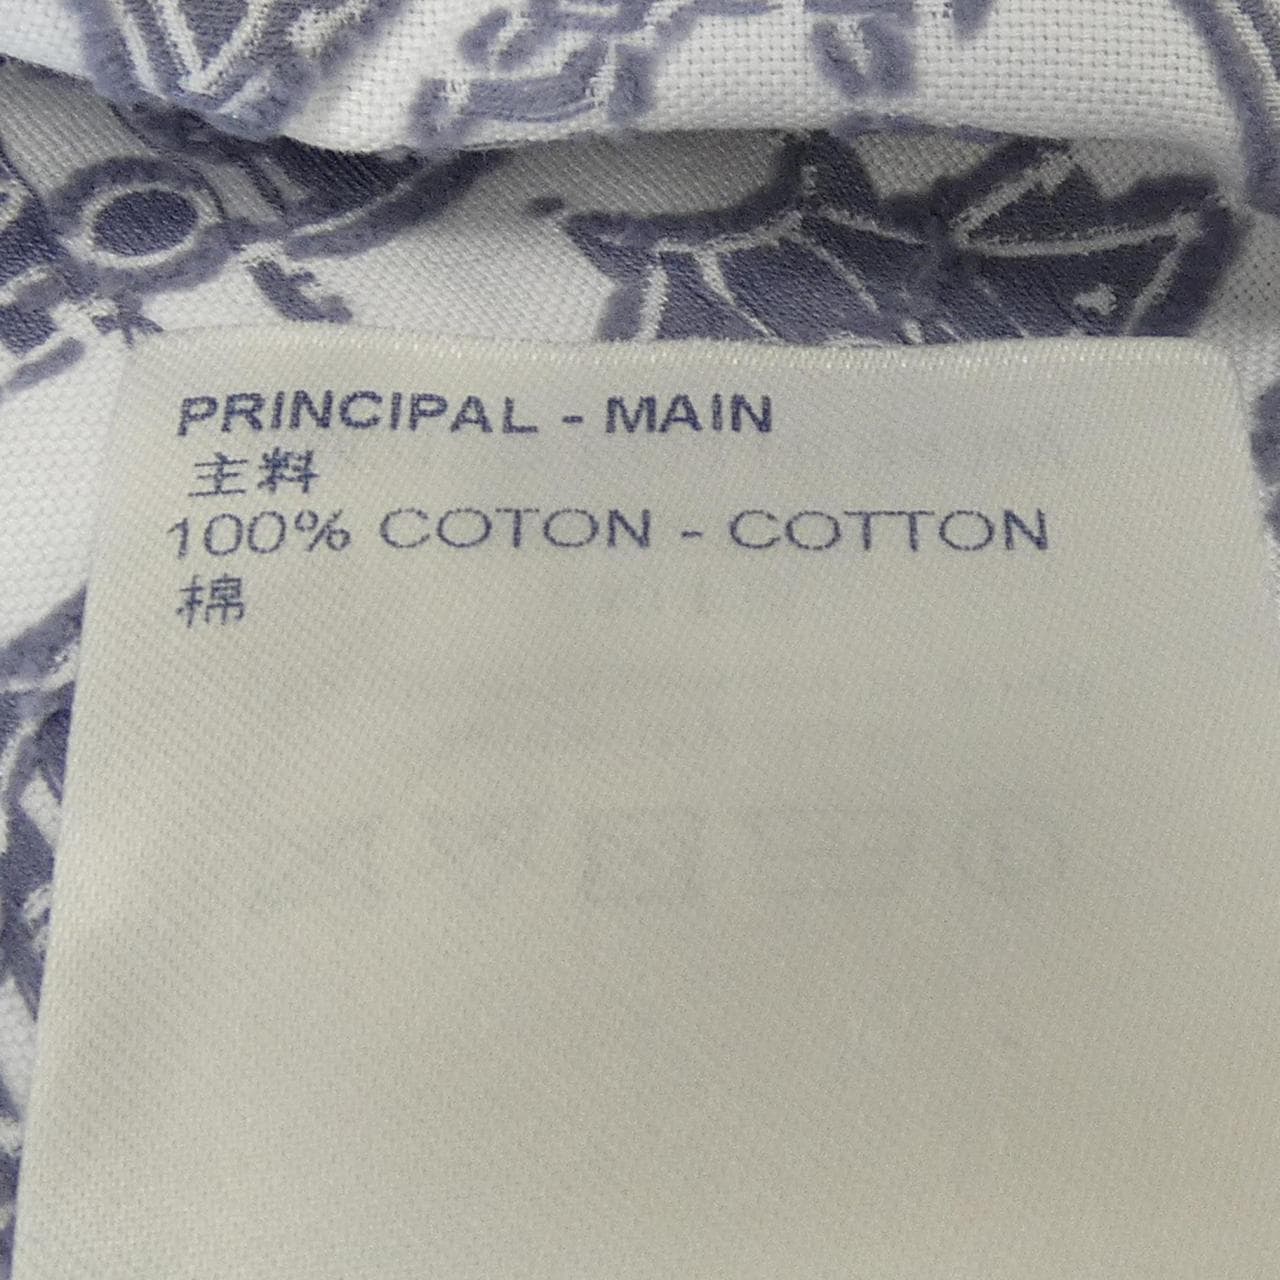 PRINCIPAL - MAIN
主料
100% COTON - COTTON
棉